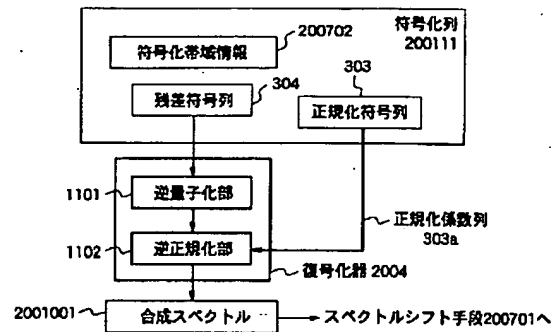 符号化列
200111
200702
符号化帯域情報
304
303
残差符号列
正規化符号列
1101
逆量子化部
1102
逆正規化部
正規化係数列
303a
復号化器 2004
2001001
合成スペクトル
スペクトルシフト手段200701へ